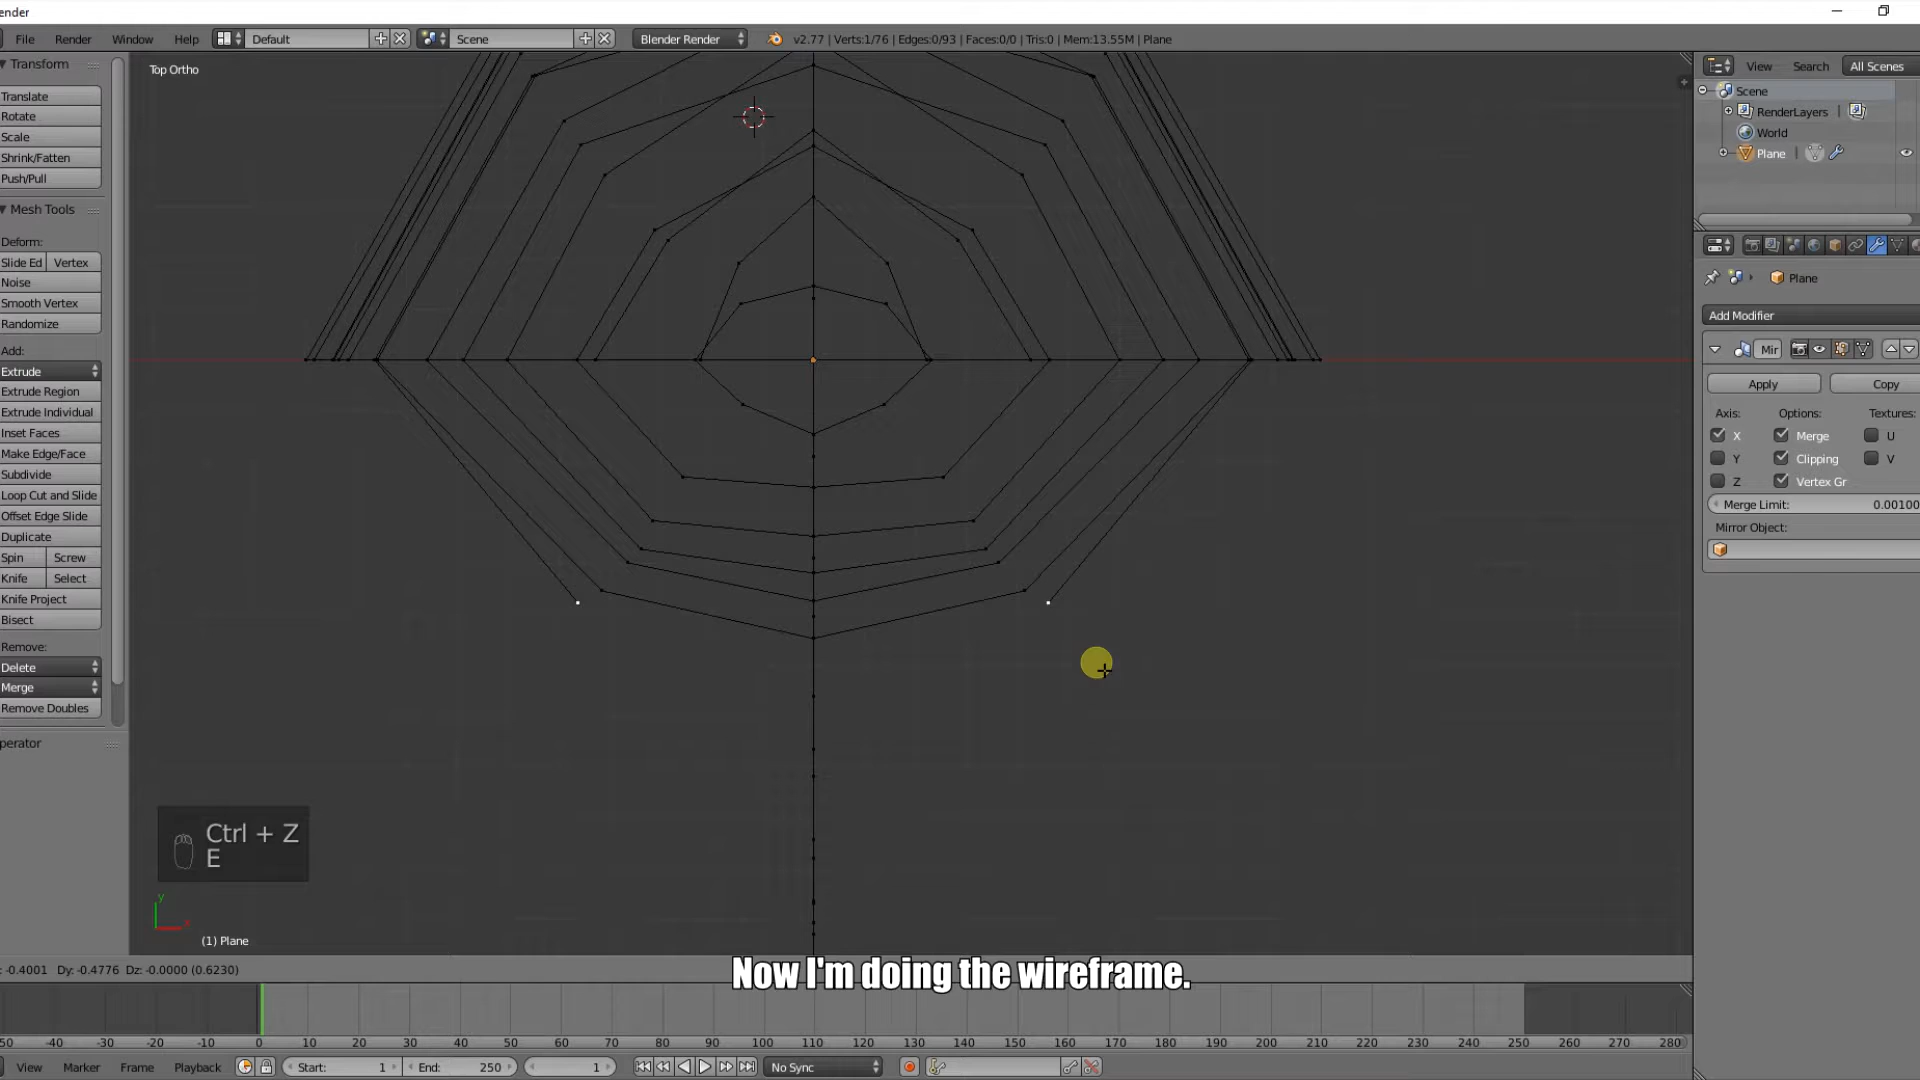 ender
File Render Window Help Default Scene Blender Render v2.77 | Verts:1/76 | Edges:0/93 | Faces:0/0 | Tris:0 | Mem:13.55M | Plane
Transform
Translate
Rotate
Scale
Shrink/Fatten
Push/Pull
Mesh Tools
Deform:
Slide Ed Vertex
Noise
Smooth Vertex
Randomize
Add:
Extrude
Extrude Region
Extrude Individual
Inset Faces
Make Edge/Face
Subdivide
Loop Cut and Slide
Offset Edge Slide
Duplicate
Spin Screw
Knife Select
Knife Project
Bisect
Remove:
Delete
Merge
Remove Doubles
perator
Top Ortho
Ctrl + Z
E
y
(1) Plane
View Search All Scenes
Scene
RenderLayers
World
Plane
Plane
Add Modifier
Mir
Apply Copy
Axis: Options: Textures:
X Merge U
Y Clipping V
Z Vertex Gr
Merge Limit: 0.00100
Mirror Object:
: -0.4001 Dy: -0.4776 Dz: -0.0000 (0.6230)
Now I'm doing the wireframe.
50 -40 -30 -20 -10 0 10 20 30 40 50 60 70 80 90 100 110 120 130 140 150 160 170 180 190 200 210 220 230 240 250 260 270 280
View Marker Frame Playback Start: 1 End: 250 1 No Sync